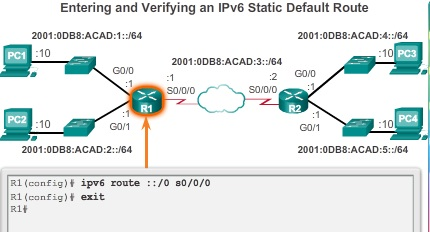 Entering and Verifying an IPv6 Static Default Route
2001:0DB8:ACAD:1::/64
2001:0DB8:ACAD:4::/64
PC1
:10
G0/0
:1
2001:0DB8:ACAD:3::/64
:1
S0/0/0
:2
S0/0/0
G0/0
:1
:10
PC3
R1
R2
PC2
:10
:1
G0/1
:1
G0/1
:10
PC4
2001:0DB8:ACAD:2::/64
2001:0DB8:ACAD:5::/64
R1(config)# ipv6 route ::/0 s0/0/0
R1(config)# exit
R1#